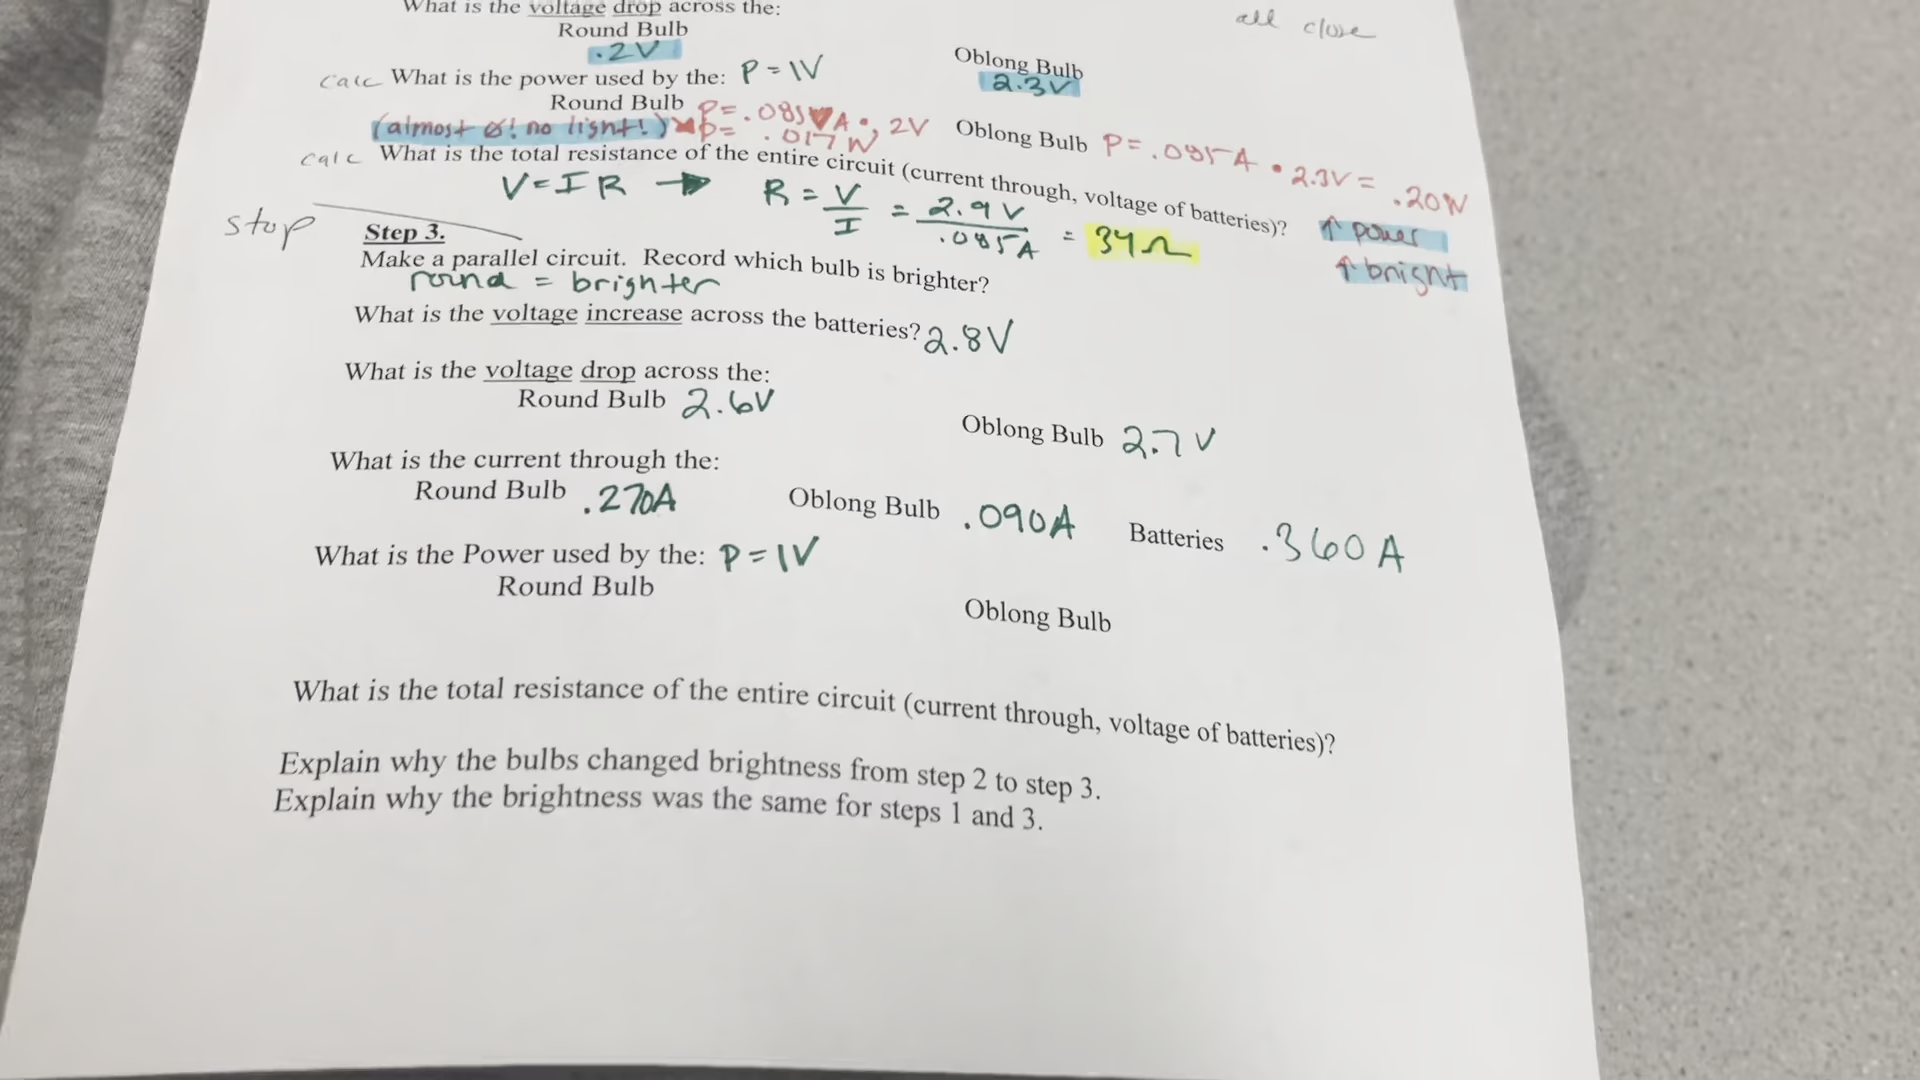 What is the voltage drop across the:
all close
Round Bulb
.2V
Oblong Bulb
2.3V
calc What is the power used by the: P=IV
Round Bulb P=.085A • .2V
(almost ø! no light!) P= .017W
Oblong Bulb P=.085A • 2.3V = .20W
calc What is the total resistance of the entire circuit (current through, voltage of batteries)?
V=IR → R = V/I = 2.9V/.085A = 34Ω
↑ power
↑ bright
stop
Step 3.
Make a parallel circuit. Record which bulb is brighter?
round = brighter
What is the voltage increase across the batteries? 2.8V
What is the voltage drop across the:
Round Bulb 2.6V
Oblong Bulb 2.7V
What is the current through the:
Round Bulb .270A Oblong Bulb .090A Batteries .360A
What is the Power used by the: P=IV
Round Bulb
Oblong Bulb
What is the total resistance of the entire circuit (current through, voltage of batteries)?
Explain why the bulbs changed brightness from step 2 to step 3.
Explain why the brightness was the same for steps 1 and 3.